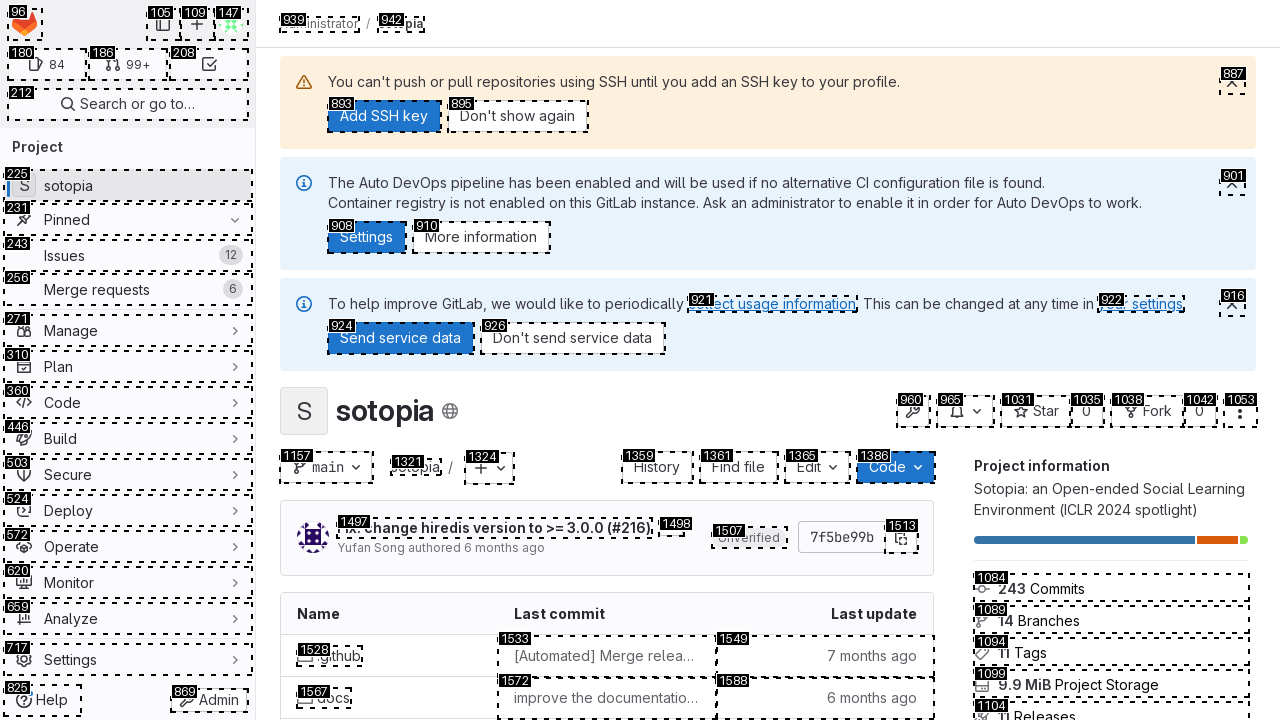 96
105
109
147
180
84
186
99+
208
212
Search or go to…
Project
225
S
sotopia
231
Pinned
243
Issues
12
256
Merge requests
6
271
Manage
310
Plan
360
Code
446
Build
503
Secure
524
Deploy
572
Operate
620
Monitor
659
Analyze
717
Settings
825
Help
869
Admin
939
Administrator
/
942
sotopia
You can't push or pull repositories using SSH until you add an SSH key to your profile.
887
893
Add SSH key
895
Don't show again
The Auto DevOps pipeline has been enabled and will be used if no alternative CI configuration file is found.
Container registry is not enabled on this GitLab instance. Ask an administrator to enable it in order for Auto DevOps to work.
901
908
Settings
910
More information
To help improve GitLab, we would like to periodically 921 collect usage information. This can be changed at any time in 922 your settings
916
924
Send service data
926
Don't send service data
S
sotopia
960
965
1031
Star
1035
0
1038
Fork
1042
0
1053
1157
main
1321
sotopia
/
1324
1359
History
1361
Find file
1365
Edit
1386
Code
1497
fix: change hiredis version to >= 3.0.0 (#216)
1498
Yufan Song authored 6 months ago
1507
Unverified
7f5be99b
1513
Name
Last commit
Last update
1528
.github
1533
[Automated] Merge relea…
1549
7 months ago
1567
docs
1572
improve the documentatio…
1588
6 months ago
Project information
Sotopia: an Open-ended Social Learning
Environment (ICLR 2024 spotlight)
1084
243 Commits
1089
14 Branches
1094
11 Tags
1099
9.9 MiB Project Storage
1104
11 Releases